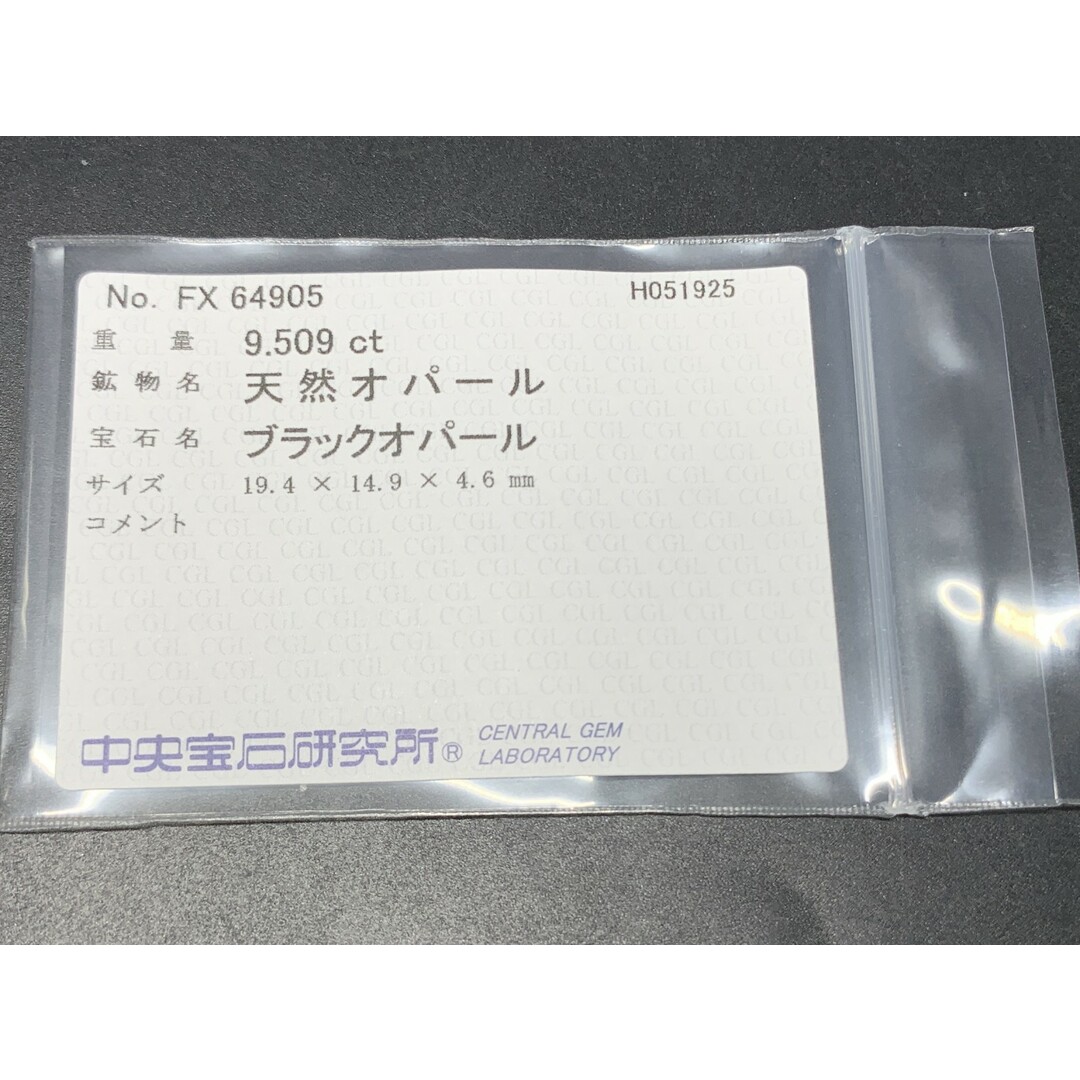 No. FX 64905 H051925
重 量 9.509 ct
鉱物名 天然オパール
宝石名 ブラックオパール
サイズ 19.4 × 14.9 × 4.6 mm
コメント
中央宝石研究所® CENTRAL GEM
LABORATORY